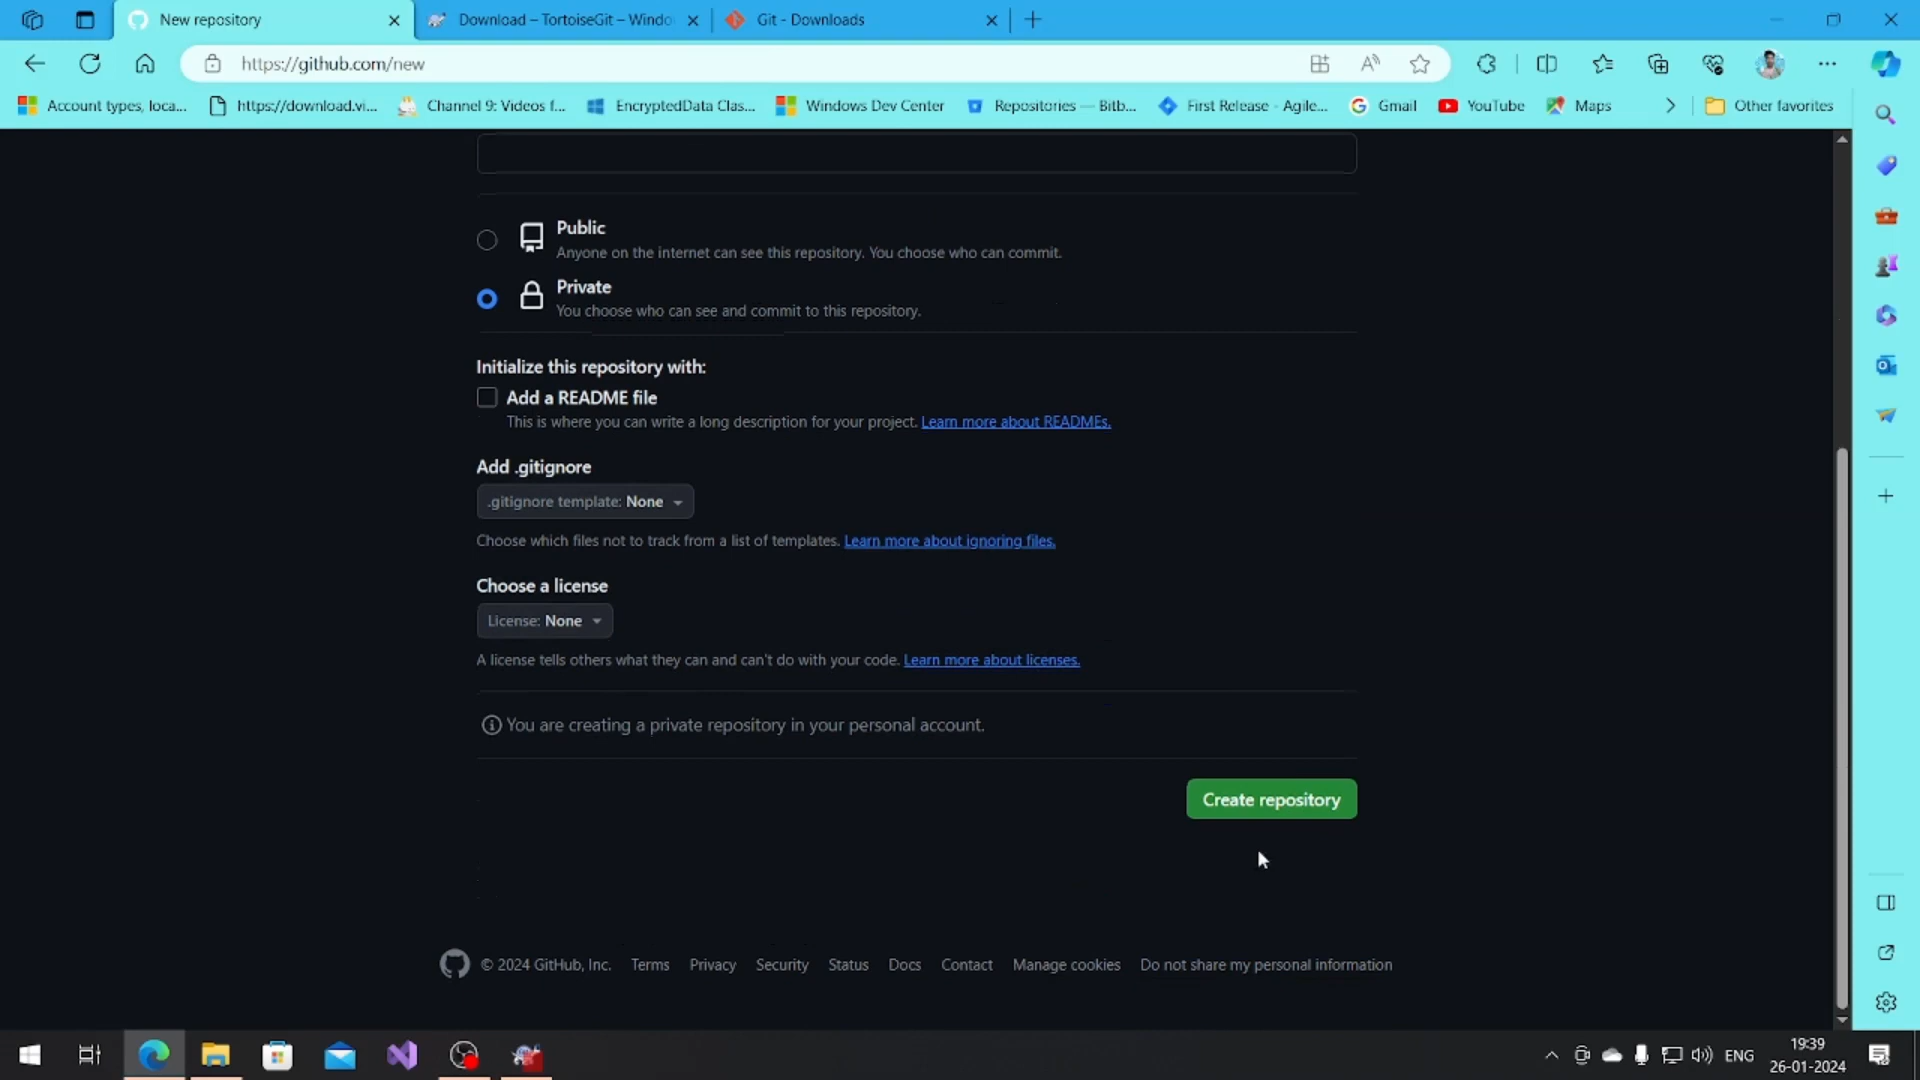 New repository
Download – TortoiseGit – Windo
Git - Downloads
https://github.com/new
Account types, loca...
https://download.vi...
Channel 9: Videos f...
EncryptedData Clas...
Windows Dev Center
Repositories — Bitb...
First Release - Agile...
Gmail
YouTube
Maps
Other favorites
Public
Anyone on the internet can see this repository. You choose who can commit.
Private
You choose who can see and commit to this repository.
Initialize this repository with:
Add a README file
This is where you can write a long description for your project. Learn more about READMEs.
Add .gitignore
.gitignore template: None
Choose which files not to track from a list of templates. Learn more about ignoring files.
Choose a license
License: None
A license tells others what they can and can't do with your code. Learn more about licenses.
You are creating a private repository in your personal account.
Create repository
© 2024 GitHub, Inc. Terms Privacy Security Status Docs Contact Manage cookies Do not share my personal information
ENG
19:39
26-01-2024